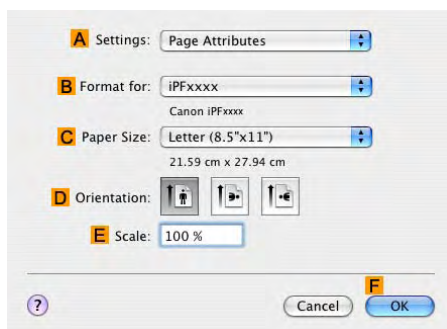 A Settings: Page Attributes
B Format for: iPFxxxx
Canon iPFxxxx
C Paper Size: Letter (8.5"x11")
21.59 cm x 27.94 cm
D Orientation:
E Scale: 100 %
F
? Cancel OK